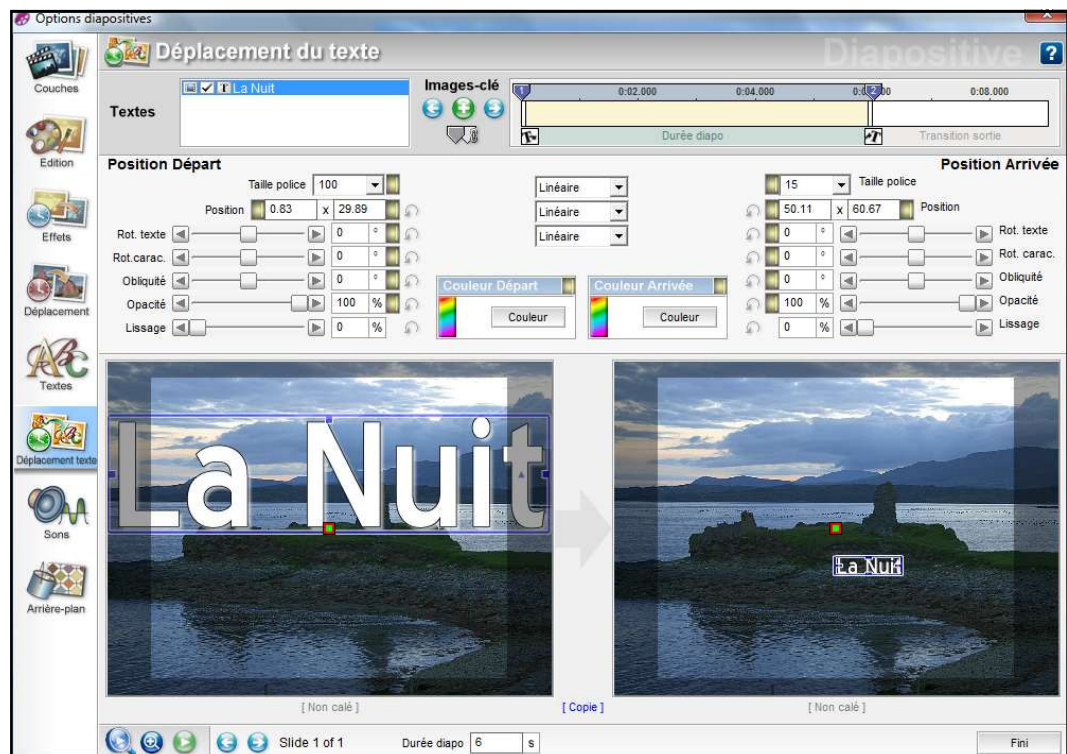 Options diapositives
Couches
Edition
Effets
Déplacement
Textes
Déplacement texte
Sons
Arrière-plan
Déplacement du texte
Diapositive
?
Textes
T La Nuit
Images-clé
1
0:02.000
0:04.000
2
0:08.000
Durée diapo
Transition sortie
Position Départ
Taille police 100
Position 0.83 x 29.89
Rot. texte 0 °
Rot.carac. 0 °
Obliquité 0 °
Opacité 100 %
Lissage 0 %
Linéaire
Linéaire
Linéaire
Couleur Départ
Couleur
Couleur Arrivée
Couleur
Position Arrivée
15 Taille police
50.11 x 60.67 Position
0 ° Rot. texte
0 ° Rot. carac.
0 ° Obliquité
100 % Opacité
0 % Lissage
La Nuit
La Nuit
[ Non calé ]
[ Copie ]
[ Non calé ]
Slide 1 of 1
Durée diapo 6 s
Fini